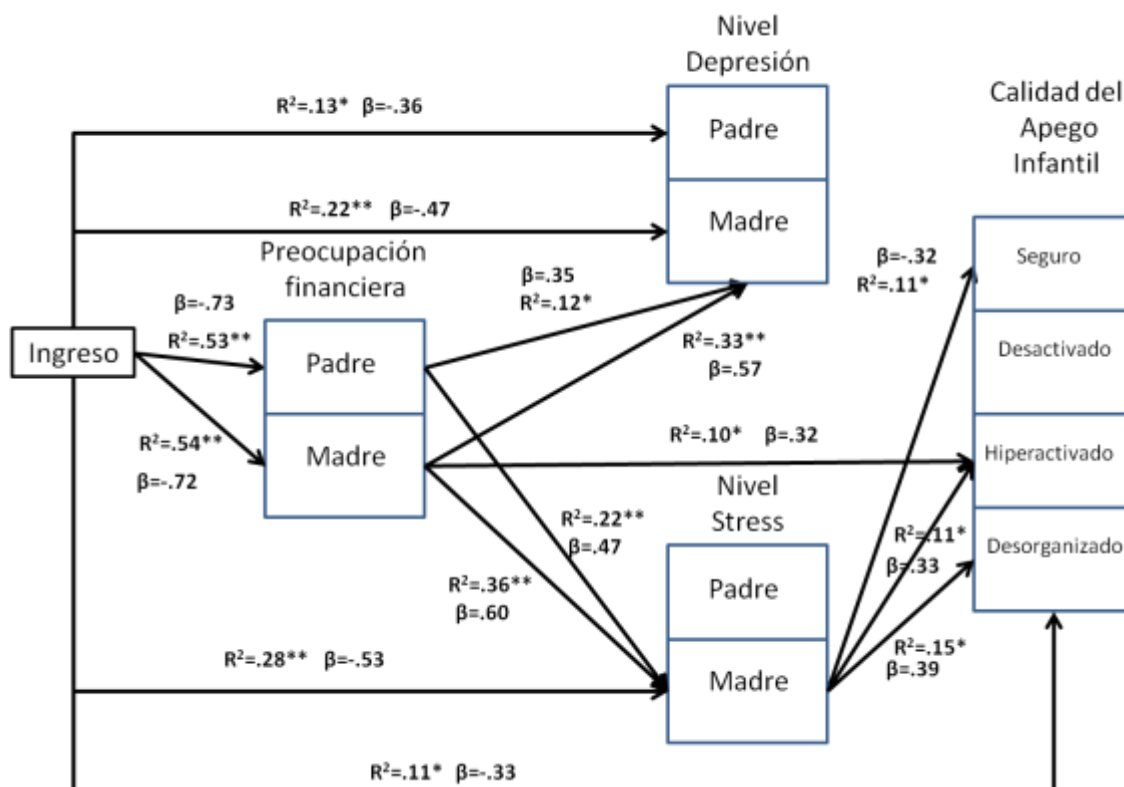 Nivel
Depresión
Calidad del
Apego
Infantil
R²=.13* β=-.36
Padre
R²=.22** β=-.47
Madre
Preocupación
financiera
β=-.73
R²=.53**
β=.35
R²=.12*
β=-.32
R²=.11*
Seguro
Ingreso
Padre
R²=.33**
β=.57
Desactivado
R²=.54**
β=-.72
Madre
R²=.10* β=.32
Hiperactivado
Nivel
Stress
R²=.22**
β=.47
R²=.11*
β=.33
Desorganizado
R²=.36**
β=.60
Padre
R²=.28** β=-.53
Madre
R²=.15*
β=.39
R²=.11* β=-.33